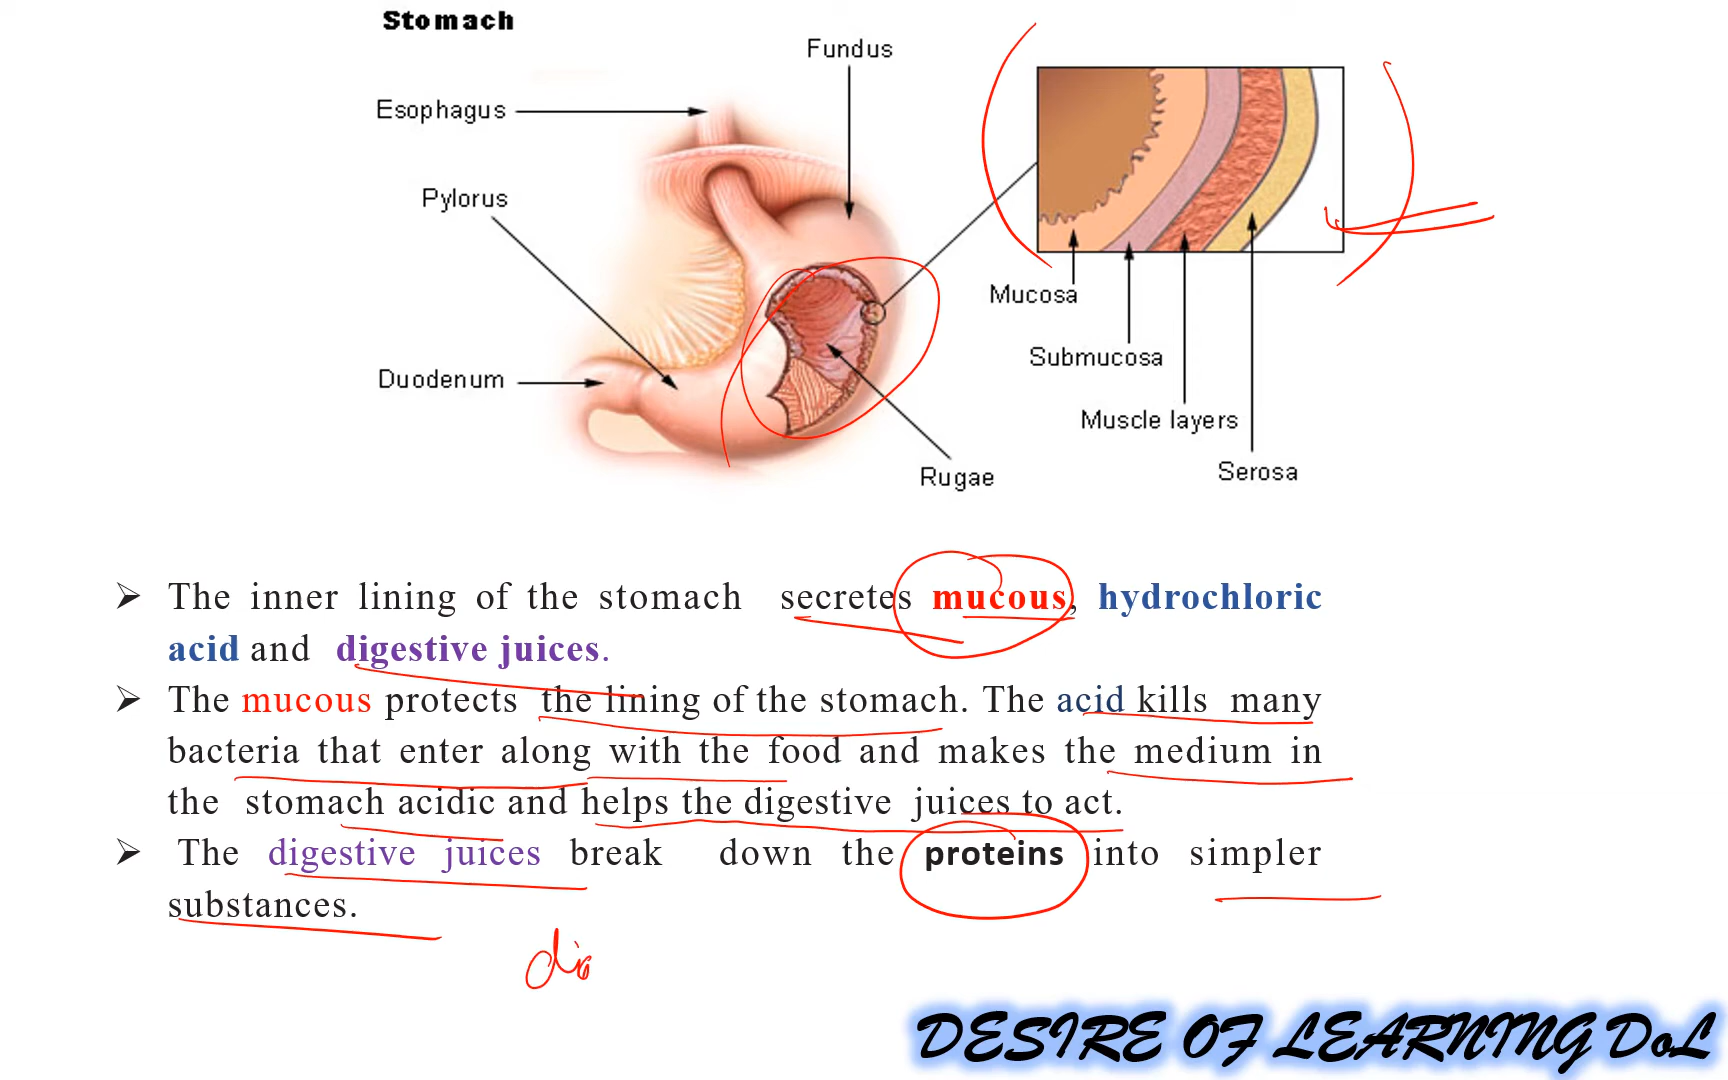 Stomach
Fundus
Esophagus
Pylorus
Duodenum
Rugae
Mucosa
Submucosa
Muscle layers
Serosa
➢ The inner lining of the stomach secretes mucous, hydrochloric
acid and digestive juices.
➢ The mucous protects the lining of the stomach. The acid kills many
bacteria that enter along with the food and makes the medium in
the stomach acidic and helps the digestive juices to act.
➢ The digestive juices break down the proteins into simpler
substances.
DESIRE OF LEARNING DoL